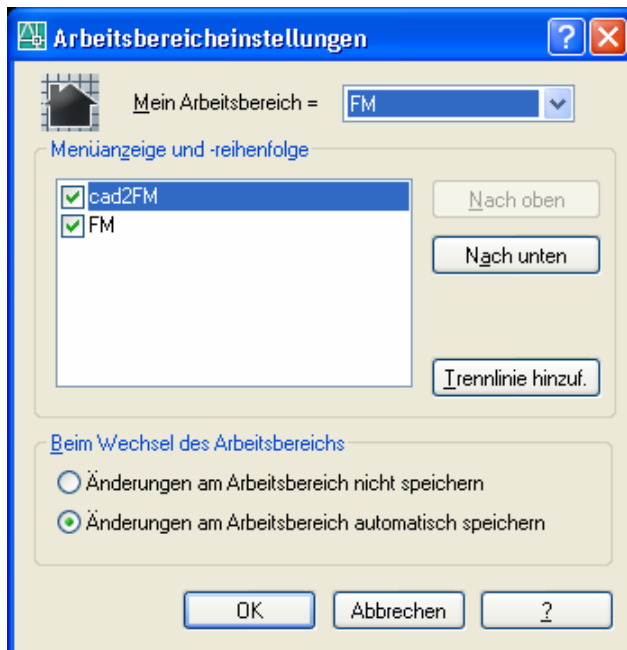 Arbeitsbereicheinstellungen
Mein Arbeitsbereich = FM
Menüanzeige und -reihenfolge
cad2FM
FM
Nach oben
Nach unten
Trennlinie hinzuf.
Beim Wechsel des Arbeitsbereichs
Änderungen am Arbeitsbereich nicht speichern
Änderungen am Arbeitsbereich automatisch speichern
OK Abbrechen ?